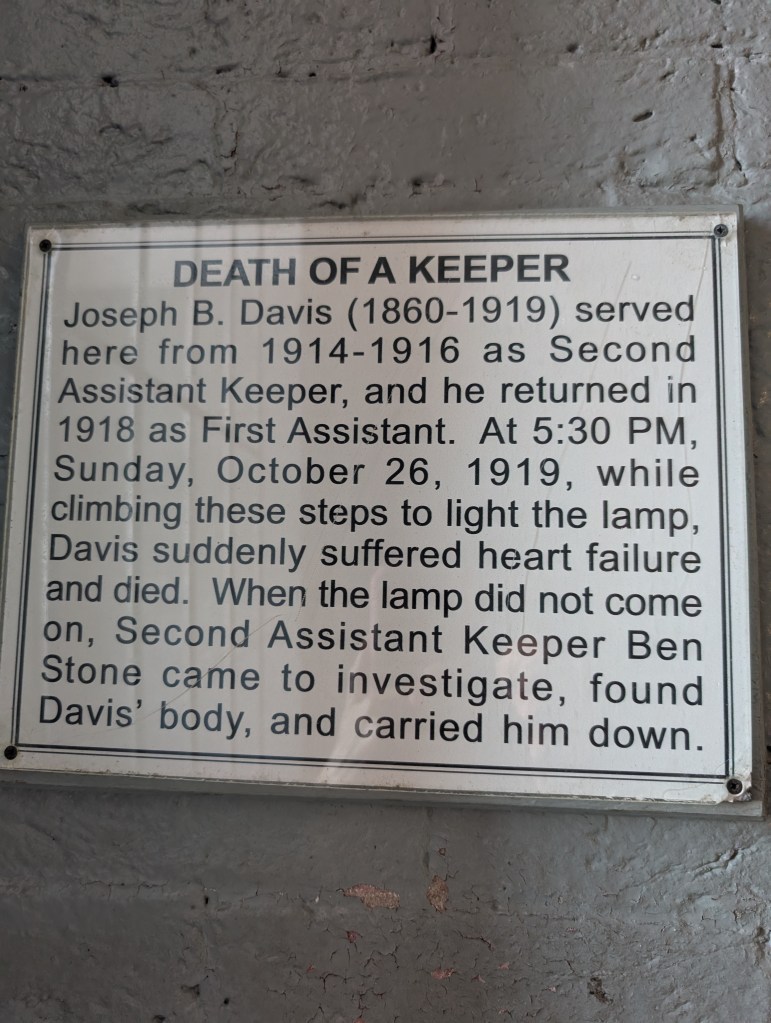 DEATH OF A KEEPER
Joseph B. Davis (1860-1919) served
here from 1914-1916 as Second
Assistant Keeper, and he returned in
1918 as First Assistant. At 5:30 PM,
Sunday, October 26, 1919, while
climbing these steps to light the lamp,
Davis suddenly suffered heart failure
and died. When the lamp did not come
on, Second Assistant Keeper Ben
Stone came to investigate, found
Davis’ body, and carried him down.